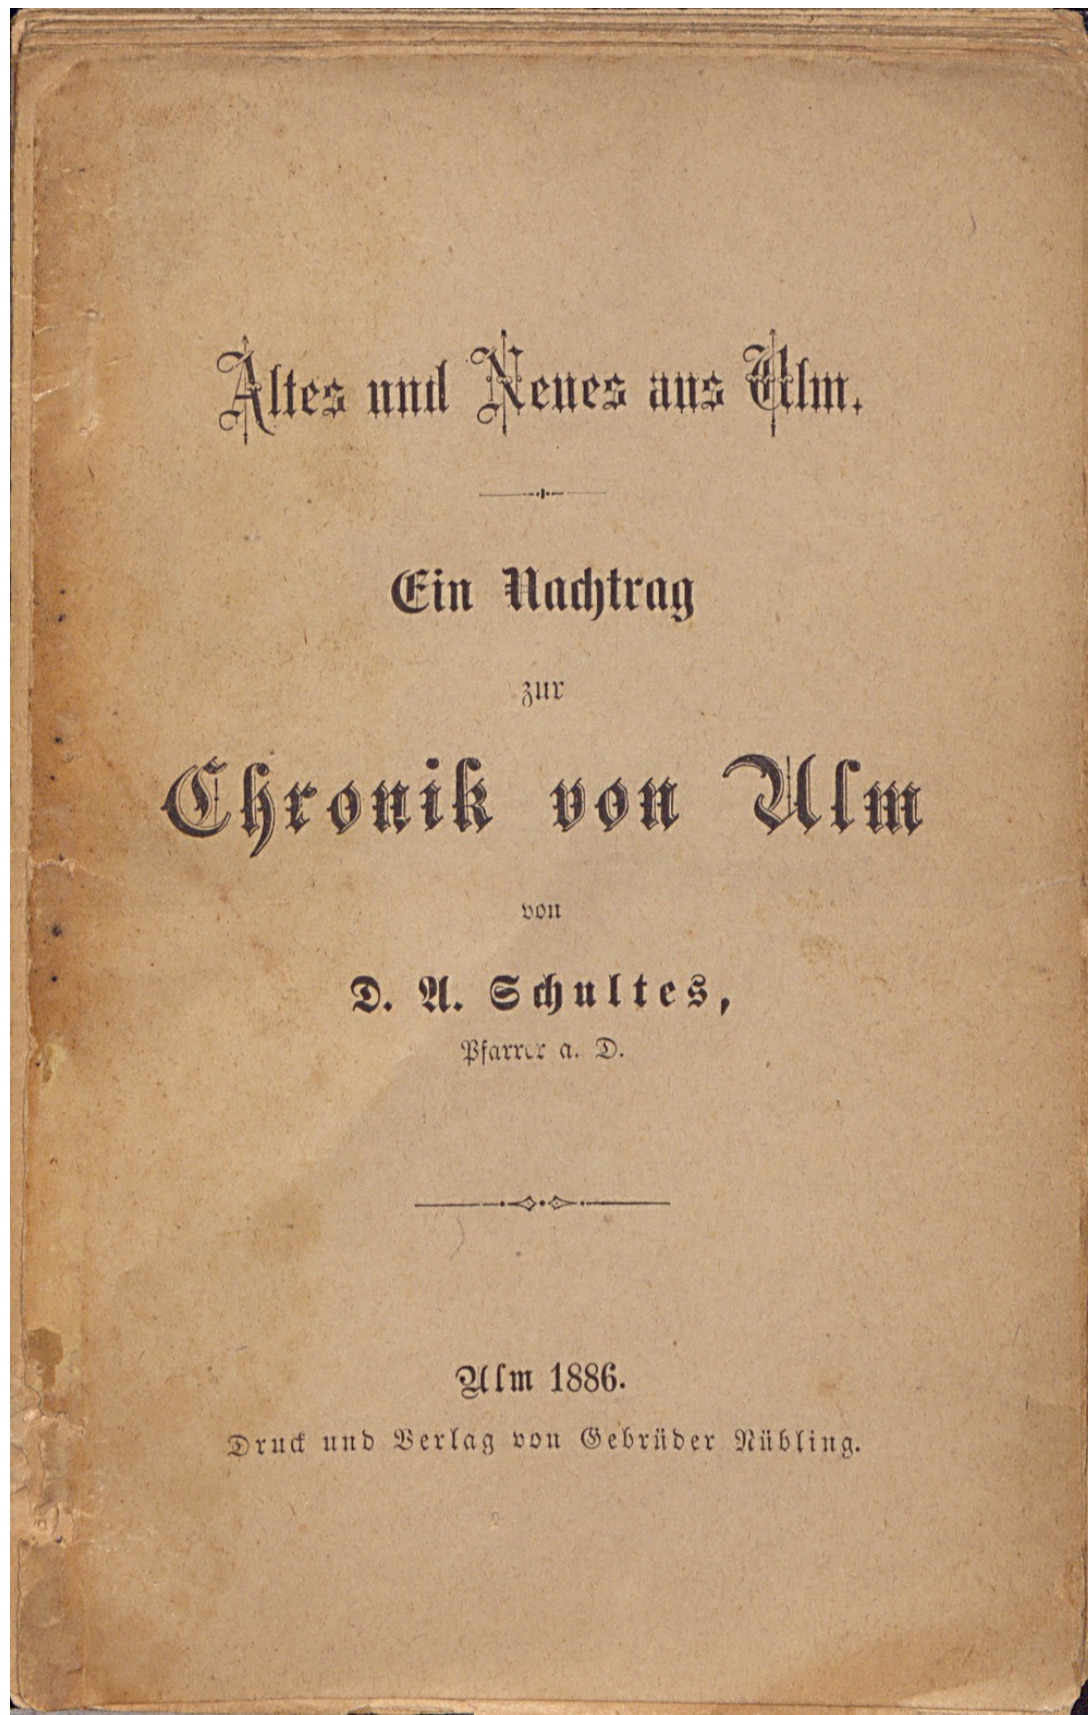 Altes und Neues aus Ulm.
Ein Nachtrag
zur
Chronik von Ulm
von
D. A. Schultes,
Pfarrer a. D.
Ulm 1886.
Druck und Verlag von Gebrüder Nübling.